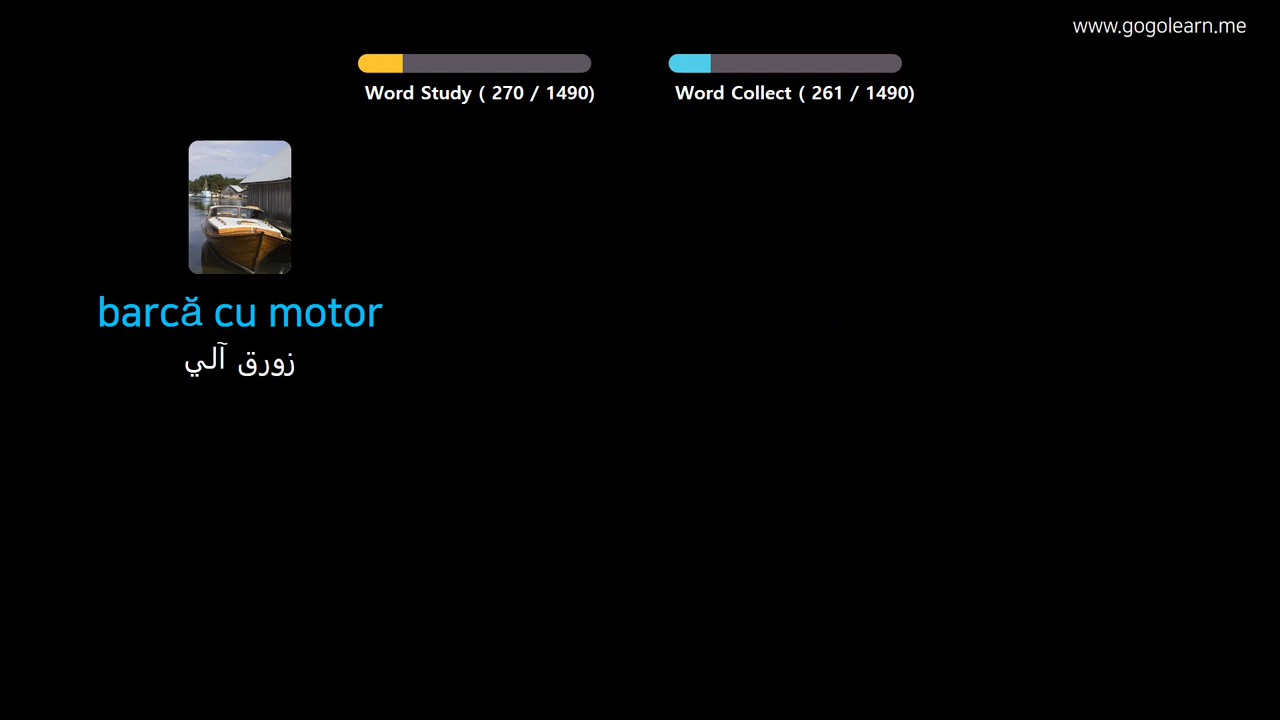 www.gogolearn.me
Word Study ( 270 / 1490)
Word Collect ( 261 / 1490)
barcă cu motor
زورق آلي